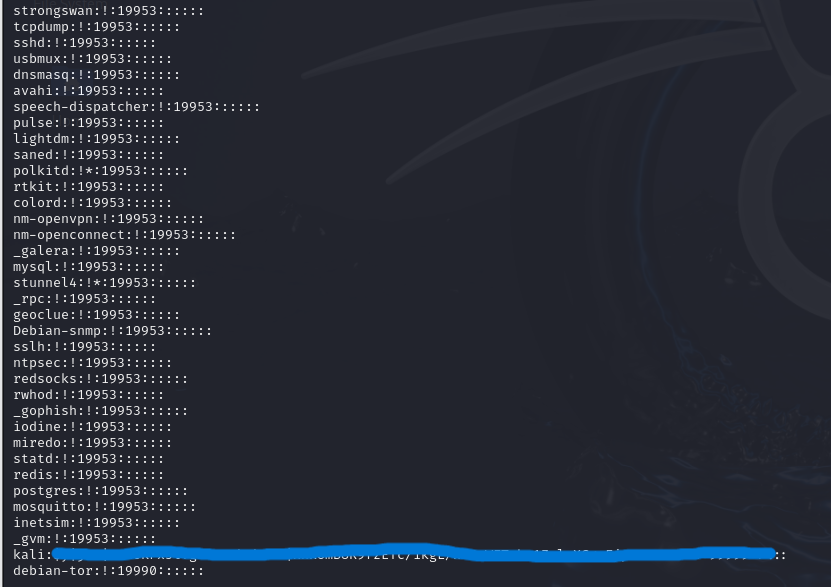 strongswan:!:19953::::::
tcpdump:!:19953::::::
sshd:!:19953::::::
usbmux:!:19953::::::
dnsmasq:!:19953::::::
avahi:!:19953::::::
speech-dispatcher:!:19953::::::
pulse:!:19953::::::
lightdm:!:19953::::::
saned:!:19953::::::
polkitd:!*:19953::::::
rtkit:!:19953::::::
colord:!:19953::::::
nm-openvpn:!:19953::::::
nm-openconnect:!:19953::::::
_galera:!:19953::::::
mysql:!:19953::::::
stunnel4:!*:19953::::::
_rpc:!:19953::::::
geoclue:!:19953::::::
Debian-snmp:!:19953::::::
sslh:!:19953::::::
ntpsec:!:19953::::::
redsocks:!:19953::::::
rwhod:!:19953::::::
_gophish:!:19953::::::
iodine:!:19953::::::
miredo:!:19953::::::
statd:!:19953::::::
redis:!:19953::::::
postgres:!:19953::::::
mosquitto:!:19953::::::
inetsim:!:19953::::::
_gvm:!:19953::::::
kali:
debian-tor:!:19990::::::